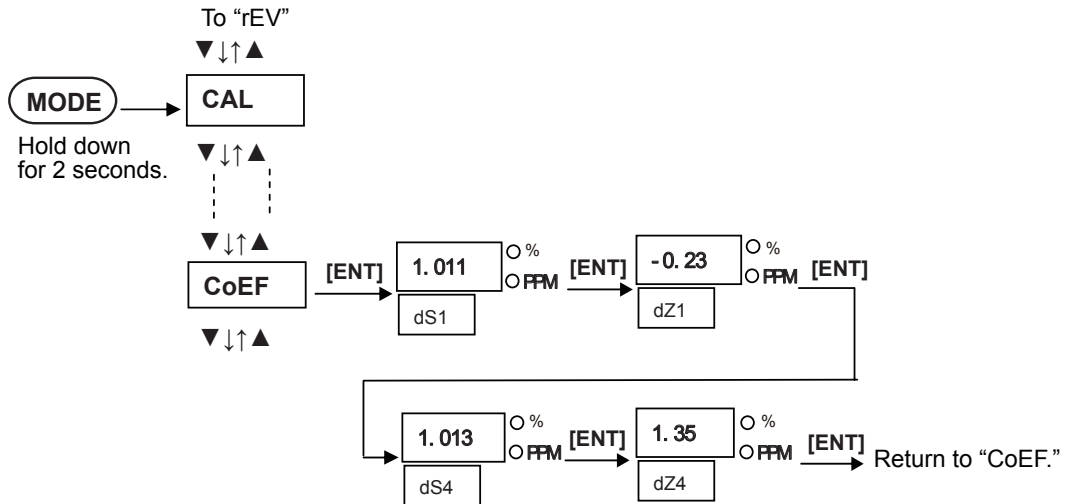 To “rEV”
▼↓↑▲
MODE
CAL
Hold down
for 2 seconds.
▼↓↑▲
▼↓↑▲
CoEF
[ENT]
1. 011
% 
PPM
dS1
[ENT]
-0. 23
%
PPM
dZ1
[ENT]
▼↓↑▲
1. 013
%
PPM
dS4
[ENT]
1. 35
%
PPM
dZ4
[ENT]
Return to “CoEF.”